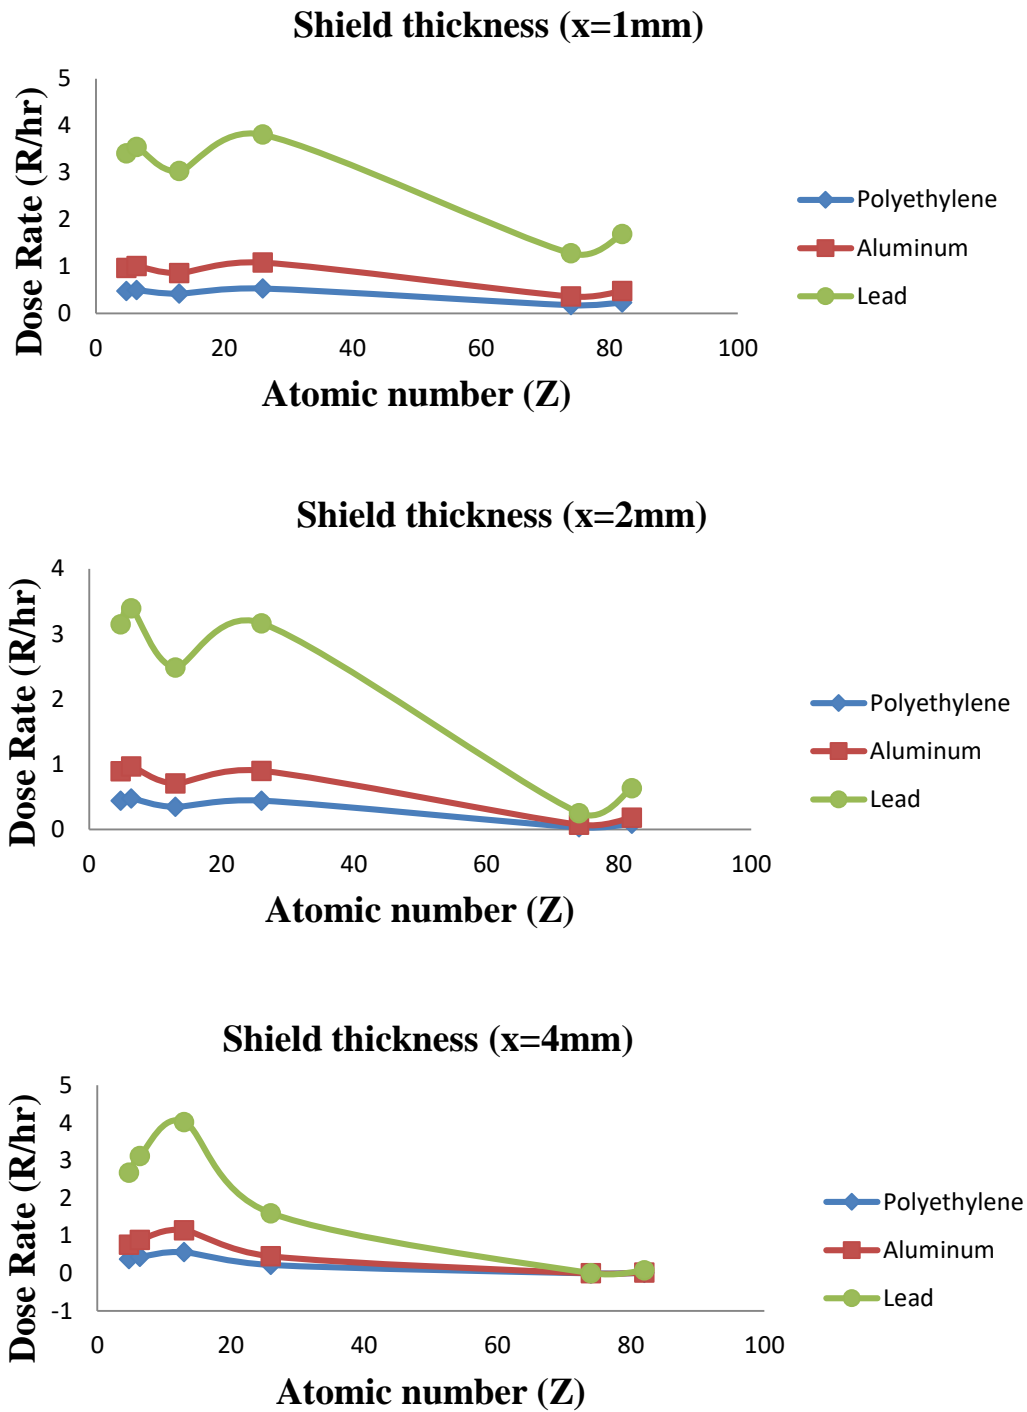 Shield thickness (x=1mm)
Dose Rate (R/hr)
5
4
3
2
1
0
0 20 40 60 80 100
Atomic number (Z)
Polyethylene
Aluminum
Lead
Shield thickness (x=2mm)
Dose Rate (R/hr)
4
3
2
1
0
0 20 40 60 80 100
Atomic number (Z)
Polyethylene
Aluminum
Lead
Shield thickness (x=4mm)
Dose Rate (R/hr)
5
4
3
2
1
0
-1
0 20 40 60 80 100
Atomic number (Z)
Polyethylene
Aluminum
Lead